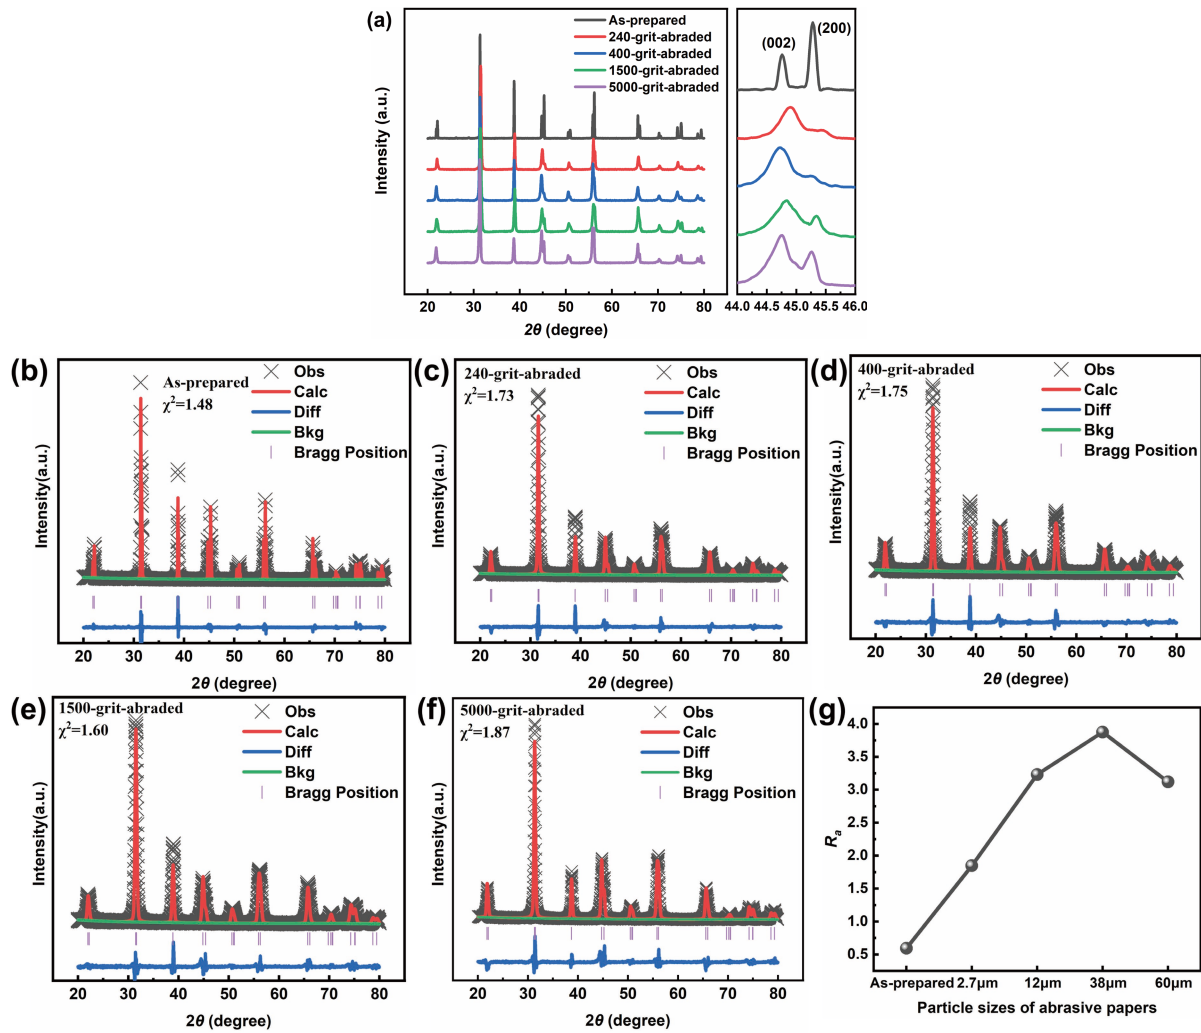 (a)
As-prepared
240-grit-abraded
400-grit-abraded
1500-grit-abraded
5000-grit-abraded
(002)
(200)
Intensity (a.u.)
20 30 40 50 60 70 80
2θ (degree)
44.0 44.5 45.0 45.5 46.0
(b)
As-prepared
χ²=1.48
Obs
Calc
Diff
Bkg
Bragg Position
Intensity(a.u.)
20 30 40 50 60 70 80
2θ (degree)
(c)
240-grit-abraded
χ²=1.73
Obs
Calc
Diff
Bkg
Bragg Position
Intensity(a.u.)
20 30 40 50 60 70 80
2θ (degree)
(d)
400-grit-abraded
χ²=1.75
Obs
Calc
Diff
Bkg
Bragg Position
Intensity(a.u.)
20 30 40 50 60 70 80
2θ (degree)
(e)
1500-grit-abraded
χ²=1.60
Obs
Calc
Diff
Bkg
Bragg Position
Intensity(a.u.)
20 30 40 50 60 70 80
2θ (degree)
(f)
5000-grit-abraded
χ²=1.87
Obs
Calc
Diff
Bkg
Bragg Position
Intensity(a.u.)
20 30 40 50 60 70 80
2θ (degree)
(g)
4.0
3.5
3.0
2.5
2.0
1.5
1.0
0.5
Rₐ
As-prepared 2.7μm 12μm 38μm 60μm
Particle sizes of abrasive papers